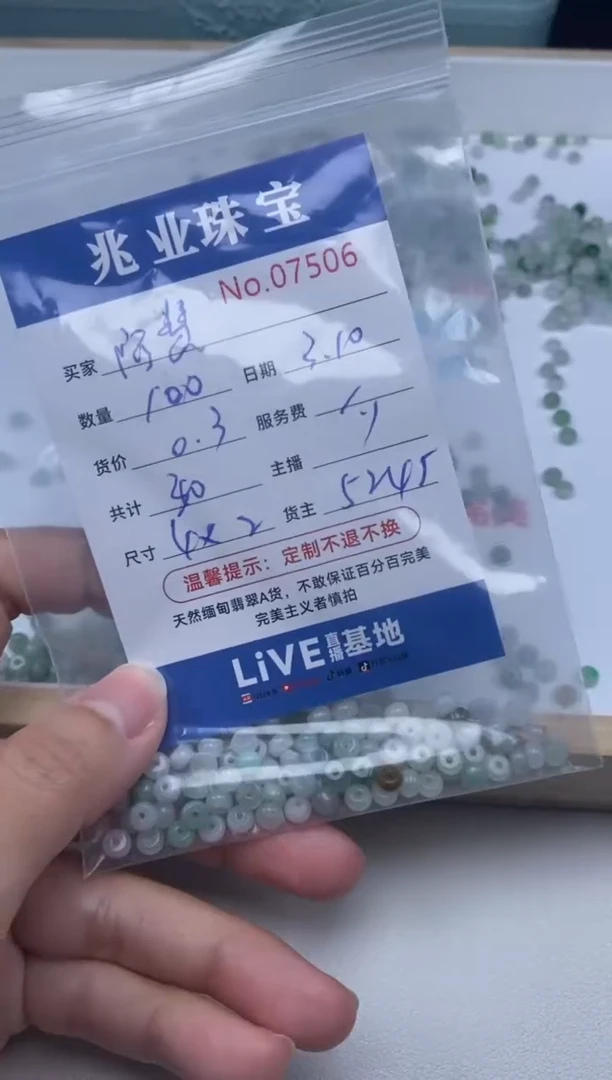 兆业珠宝
No.07506
买家 阿斐 日期 3.10
数量 100 服务费
货价 0.3 主播
共计 30 货主 5245
尺寸 4x2
温馨提示：定制不退不换
天然缅甸翡翠A货，不敢保证百分百完美
完美主义者慎拍
LiVE直播基地